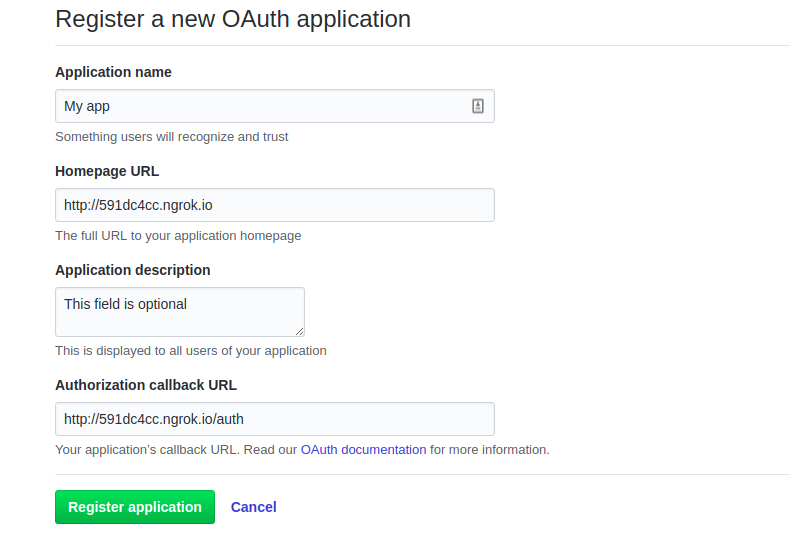 Register a new OAuth application
Application name
My app
Something users will recognize and trust
Homepage URL
http://591dc4cc.ngrok.io
The full URL to your application homepage
Application description
This field is optional
This is displayed to all users of your application
Authorization callback URL
http://591dc4cc.ngrok.io/auth
Your application's callback URL. Read our OAuth documentation for more information.
Register application Cancel